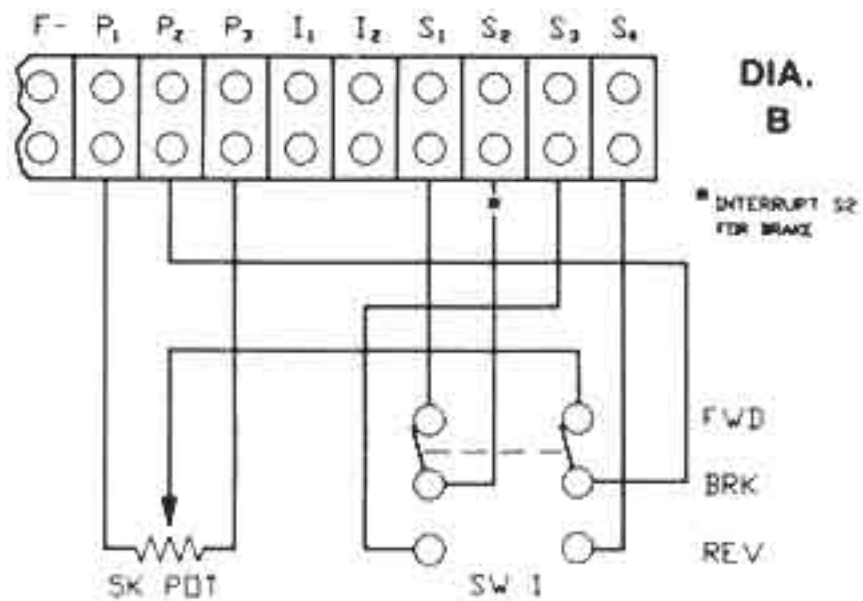 F- P₁ P₂ P₃ I₁ I₂ S₁ S₂ S₃ S₄
DIA.
B
* INTERRUPT S2
FOR BRAKE
*
FWD
BRK
REV
5K POT
SW 1